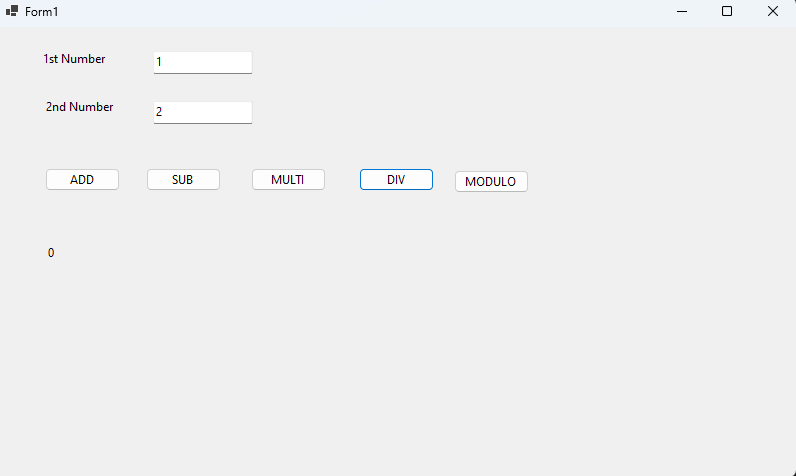 Form1
1st Number 1
2nd Number 2
ADD SUB MULTI DIV MODULO
0